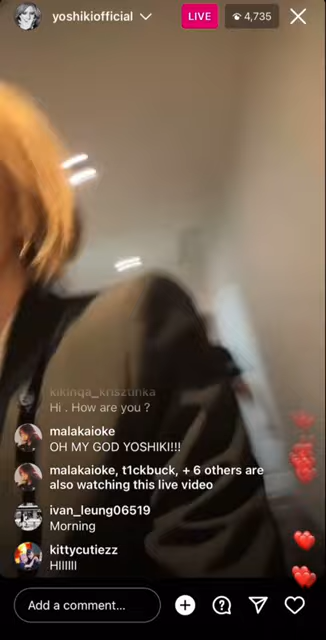 yoshikiofficial
LIVE
4,735
kikinqa_krisztinka
Hi . How are you ?
malakaioke
OH MY GOD YOSHIKI!!!
malakaioke, t1ckbuck, + 6 others are
also watching this live video
ivan_leung06519
Morning
kittycutiezz
HIIIIII
Add a comment...